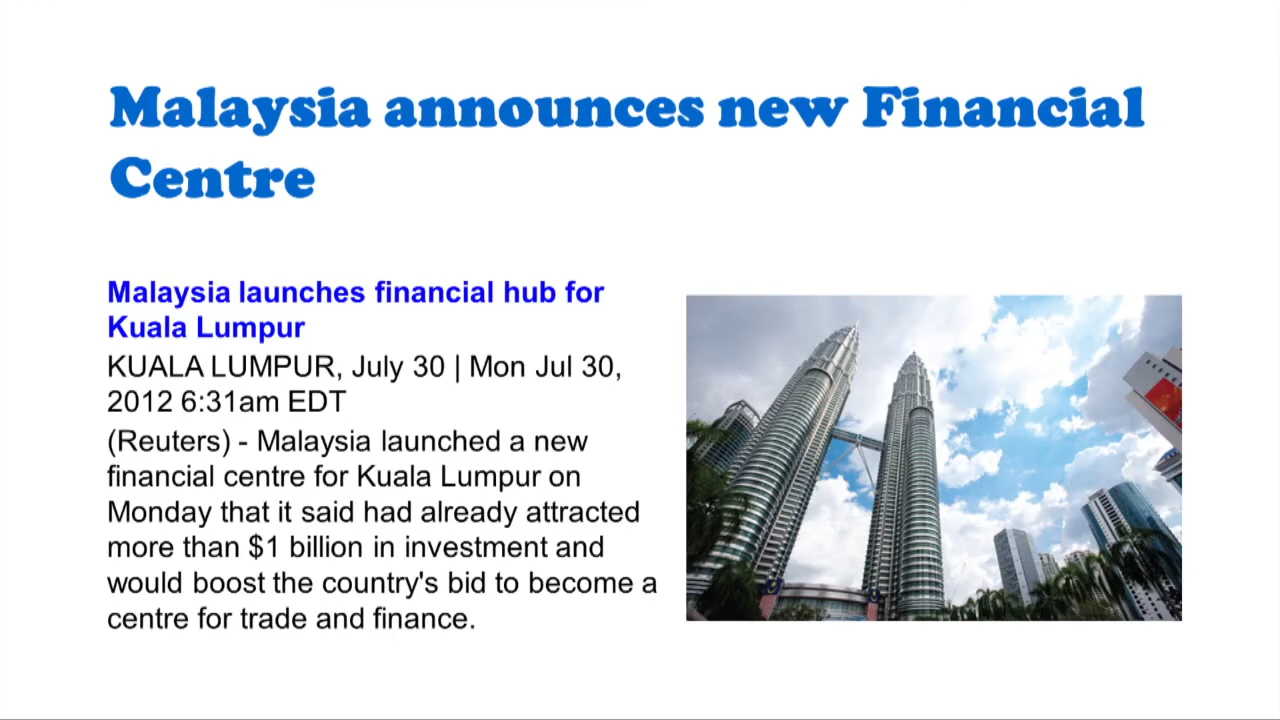 Malaysia announces new Financial
Centre
Malaysia launches financial hub for
Kuala Lumpur
KUALA LUMPUR, July 30 | Mon Jul 30,
2012 6:31am EDT
(Reuters) - Malaysia launched a new
financial centre for Kuala Lumpur on
Monday that it said had already attracted
more than $1 billion in investment and
would boost the country's bid to become a
centre for trade and finance.